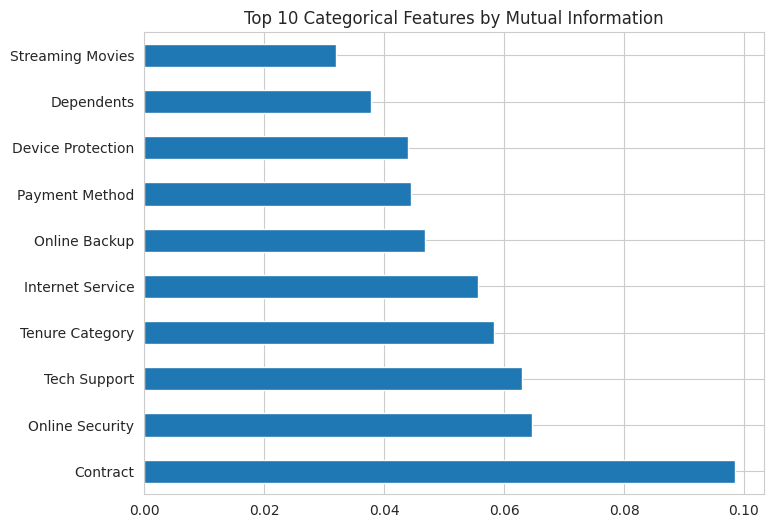 Top 10 Categorical Features by Mutual Information
Streaming Movies
Dependents
Device Protection
Payment Method
Online Backup
Internet Service
Tenure Category
Tech Support
Online Security
Contract
0.00 0.02 0.04 0.06 0.08 0.10